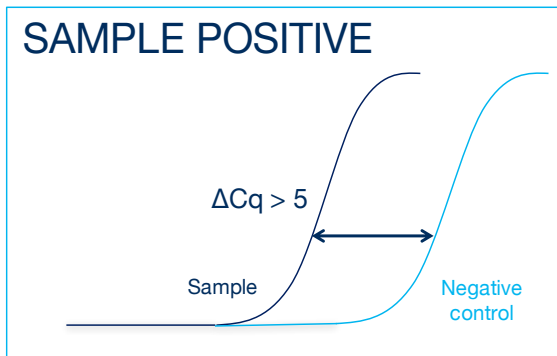 SAMPLE POSITIVE
ΔCq > 5
Sample
Negative
control